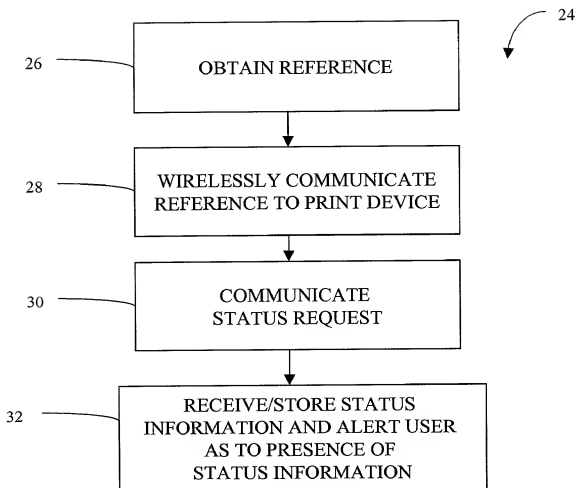 24
26
OBTAIN REFERENCE
28
WIRELESSLY COMMUNICATE
REFERENCE TO PRINT DEVICE
30
COMMUNICATE
STATUS REQUEST
32
RECEIVE/STORE STATUS
INFORMATION AND ALERT USER
AS TO PRESENCE OF
STATUS INFORMATION